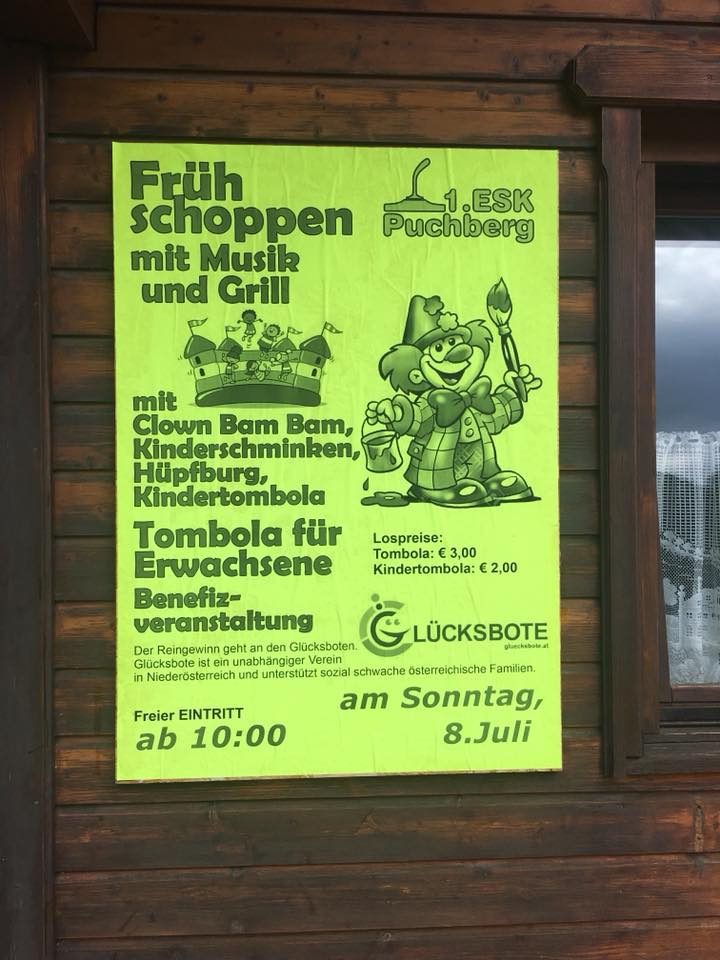 Früh
schoppen
mit Musik
und Grill
1.ESK
Puchberg
mit
Clown Bam Bam,
Kinderschminken,
Hüpfburg,
Kindertombola
Tombola für
Erwachsene
Lospreise:
Tombola: € 3,00
Kindertombola: € 2,00
Benefiz-
veranstaltung
GLÜCKSBOTE
gluecksbote.at
Der Reingewinn geht an den Glücksboten.
Glücksbote ist ein unabhängiger Verein
in Niederösterreich und unterstützt sozial schwache österreichische Familien.
am Sonntag,
8.Juli
Freier EINTRITT
ab 10:00